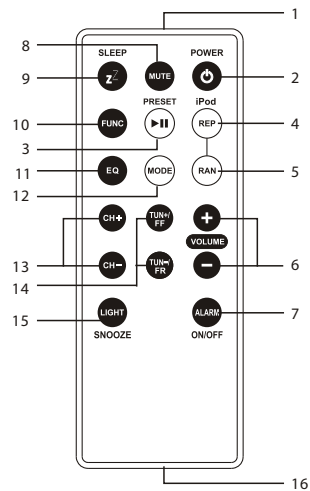 1
8
SLEEP
POWER
9
zZ
MUTE
2
PRESET
iPod
10
FUNC
REP
4
3
11
EQ
MODE
RAN
5
12
CH+
TUN+/
FF
+
VOLUME
13
CH–
TUN–/
FR
–
6
14
15
LIGHT
ALARM
7
SNOOZE
ON/OFF
16